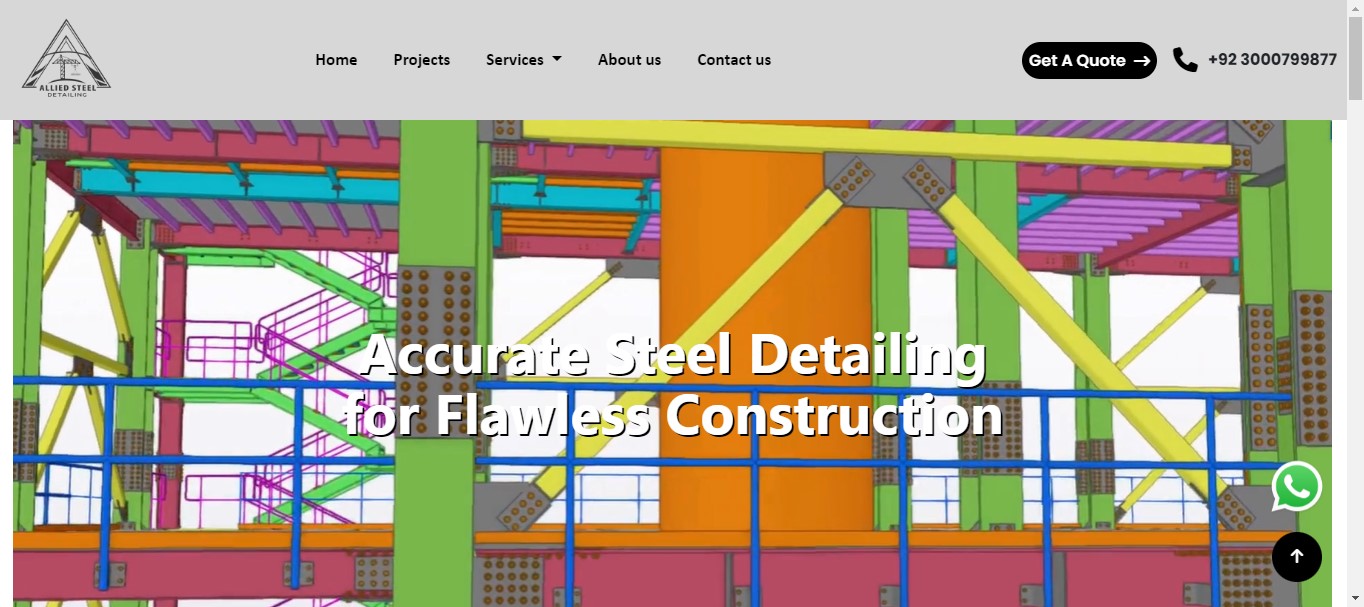 ALLIED STEEL
DETAILING
Home
Projects
Services
About us
Contact us
Get A Quote
+92 3000799877
Accurate Steel Detailing
for Flawless Construction